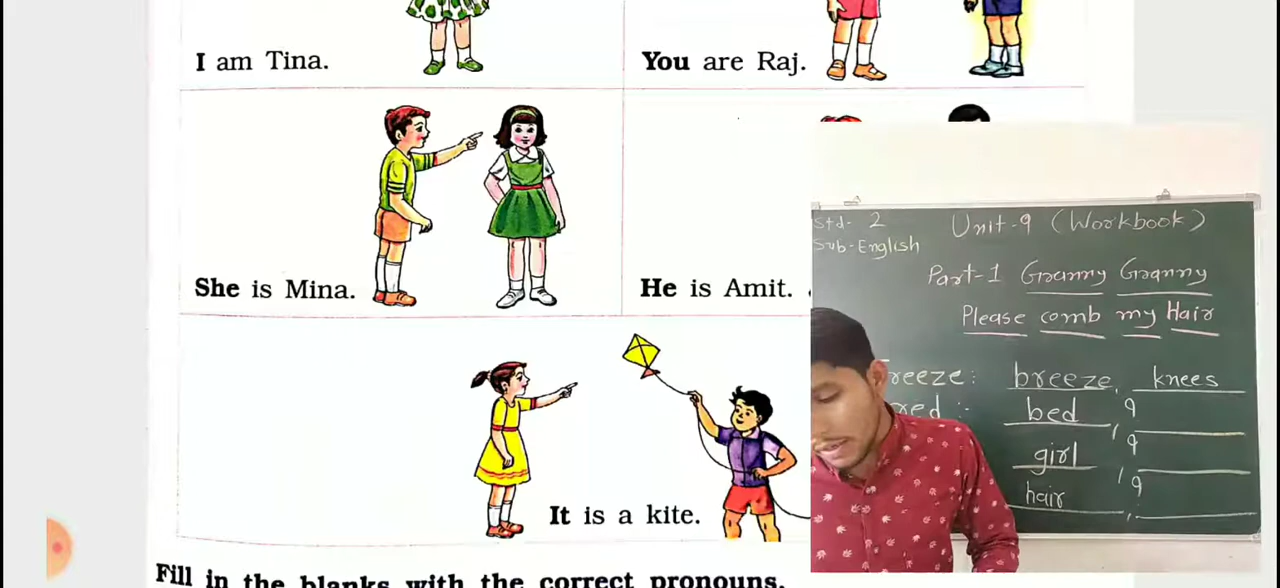 I am Tina.
You are Raj.
She is Mina.
He is Amit.
It is a kite.
Fill in the blanks with the correct pronouns.
Std- 2
Sub-English
Unit-9 (Workbook)
Part-1 Granny Granny
Please comb my Hair
reeze: breeze, knees
red :- bed,
girl,
hair,